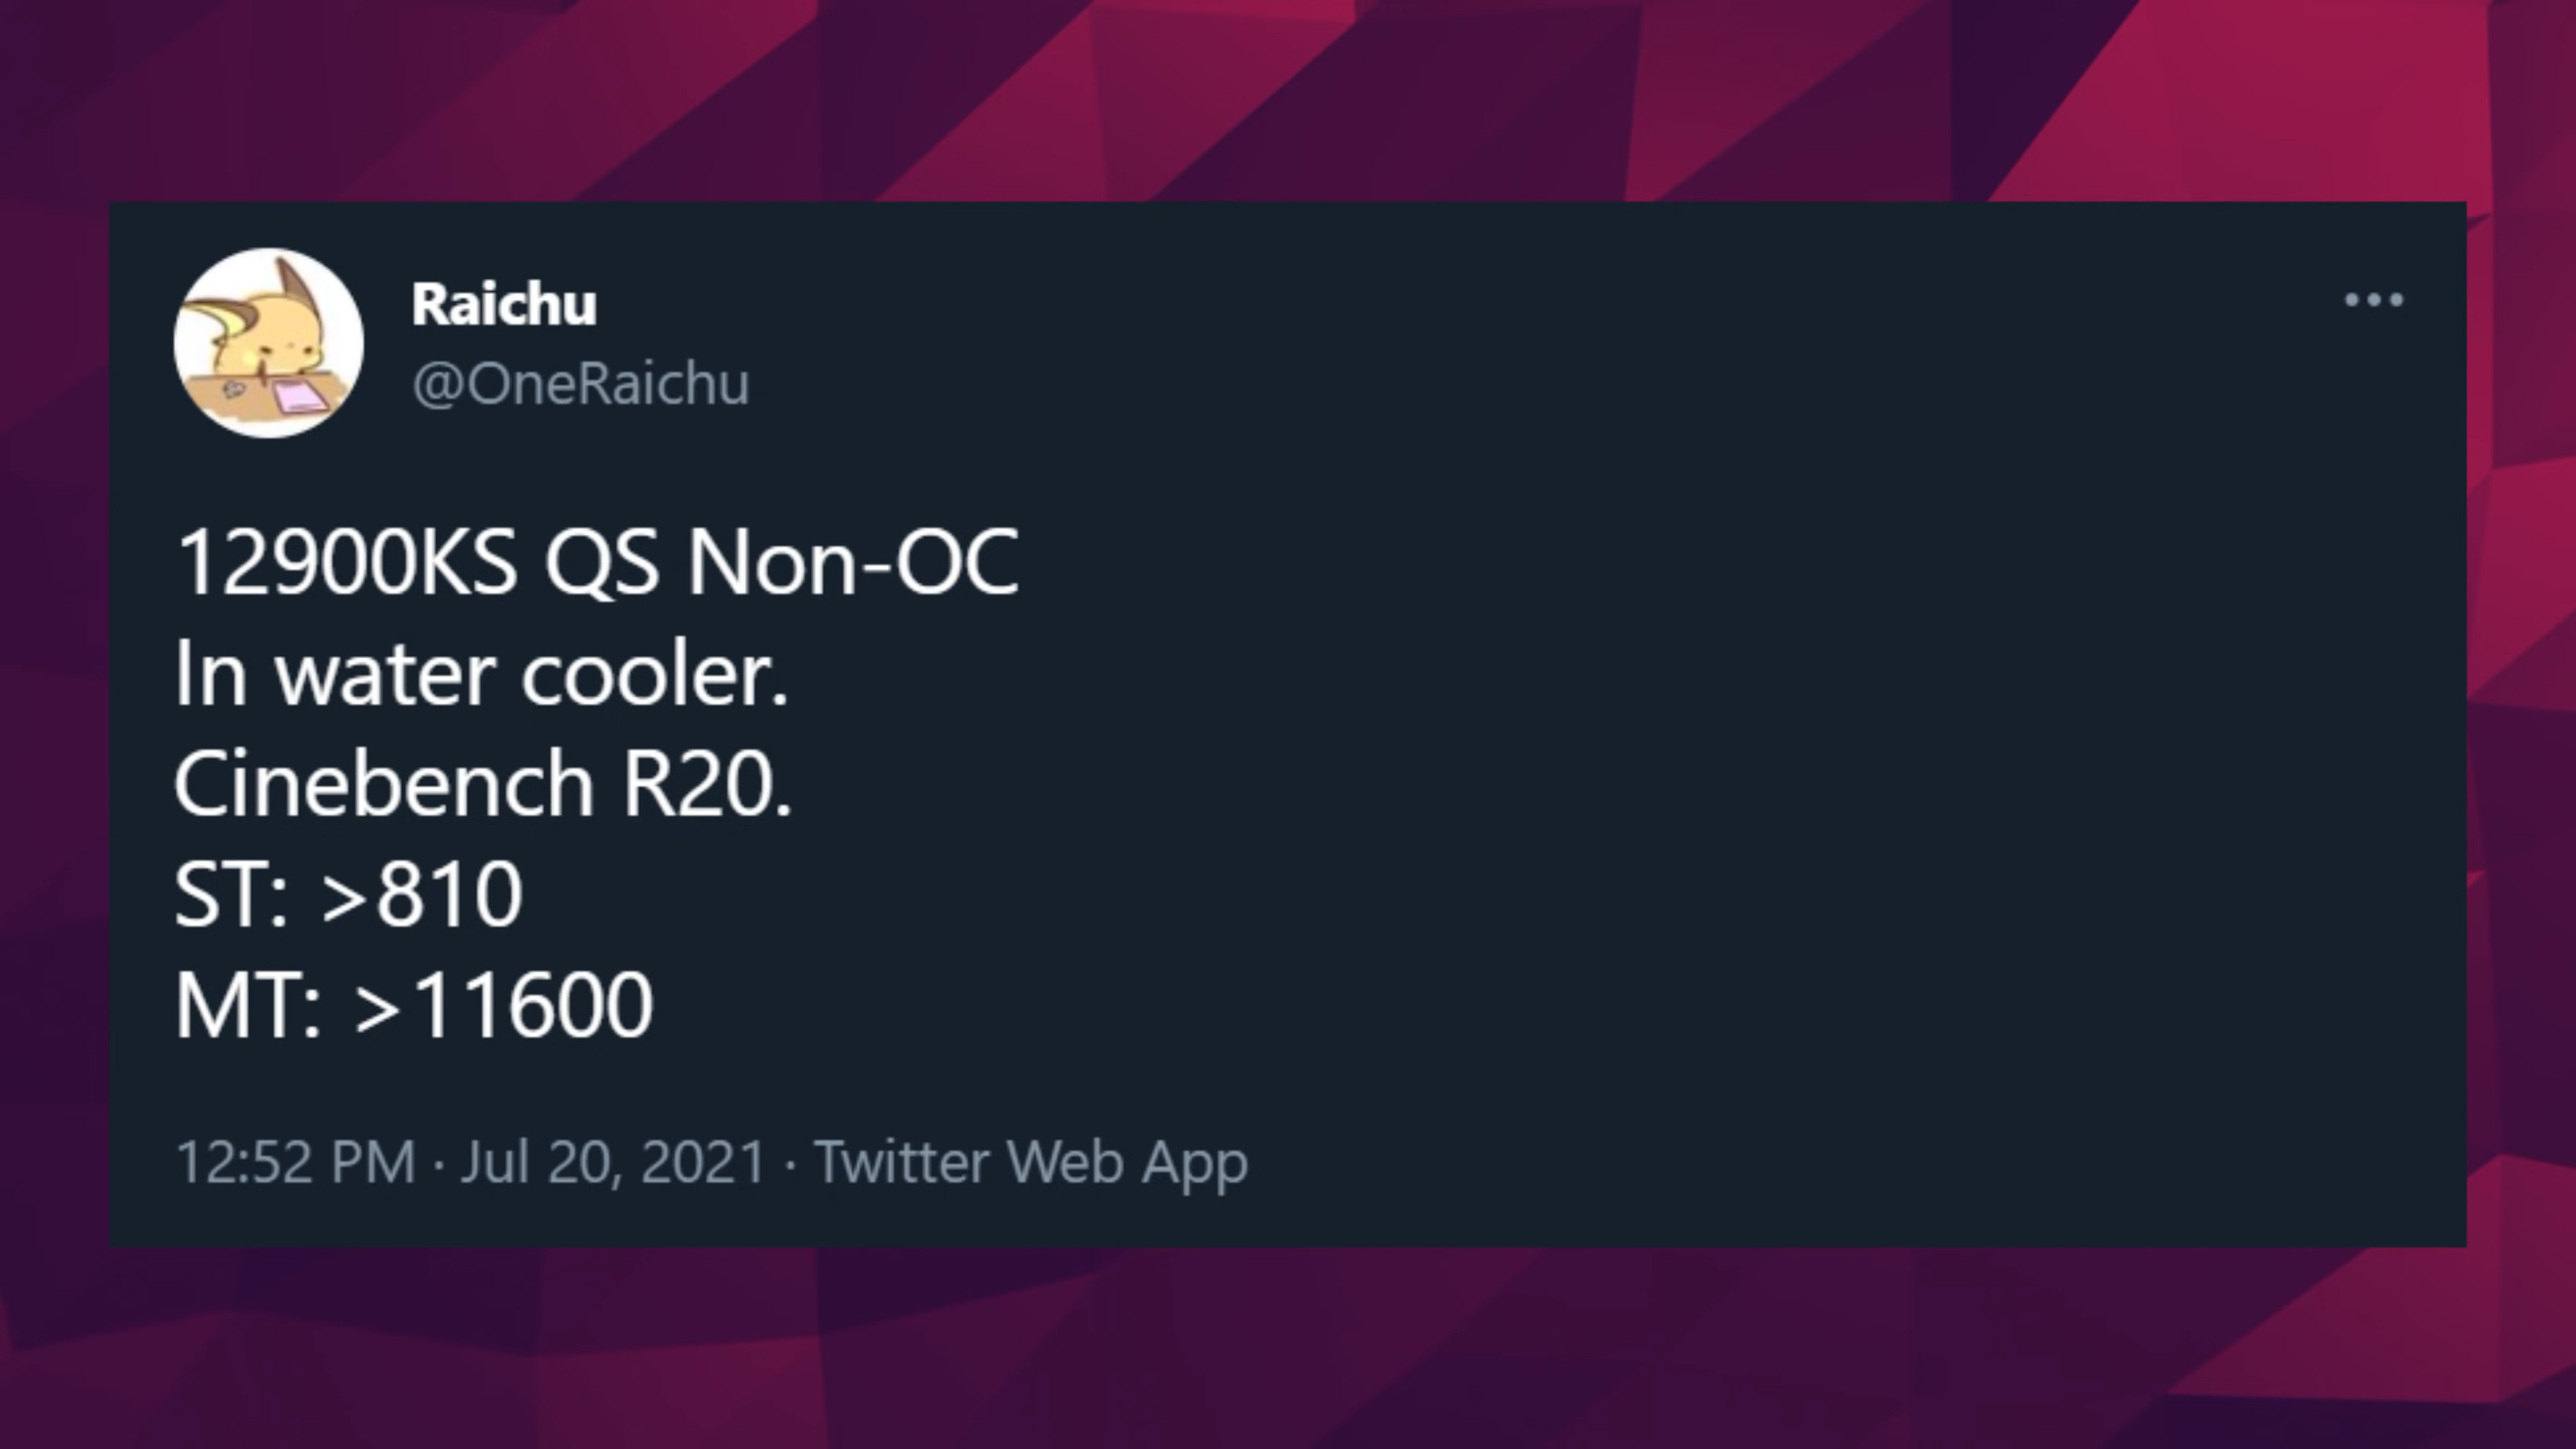 Raichu
@OneRaichu
12900KS QS Non-OC
In water cooler.
Cinebench R20.
ST: >810
MT: >11600
12:52 PM · Jul 20, 2021 · Twitter Web App